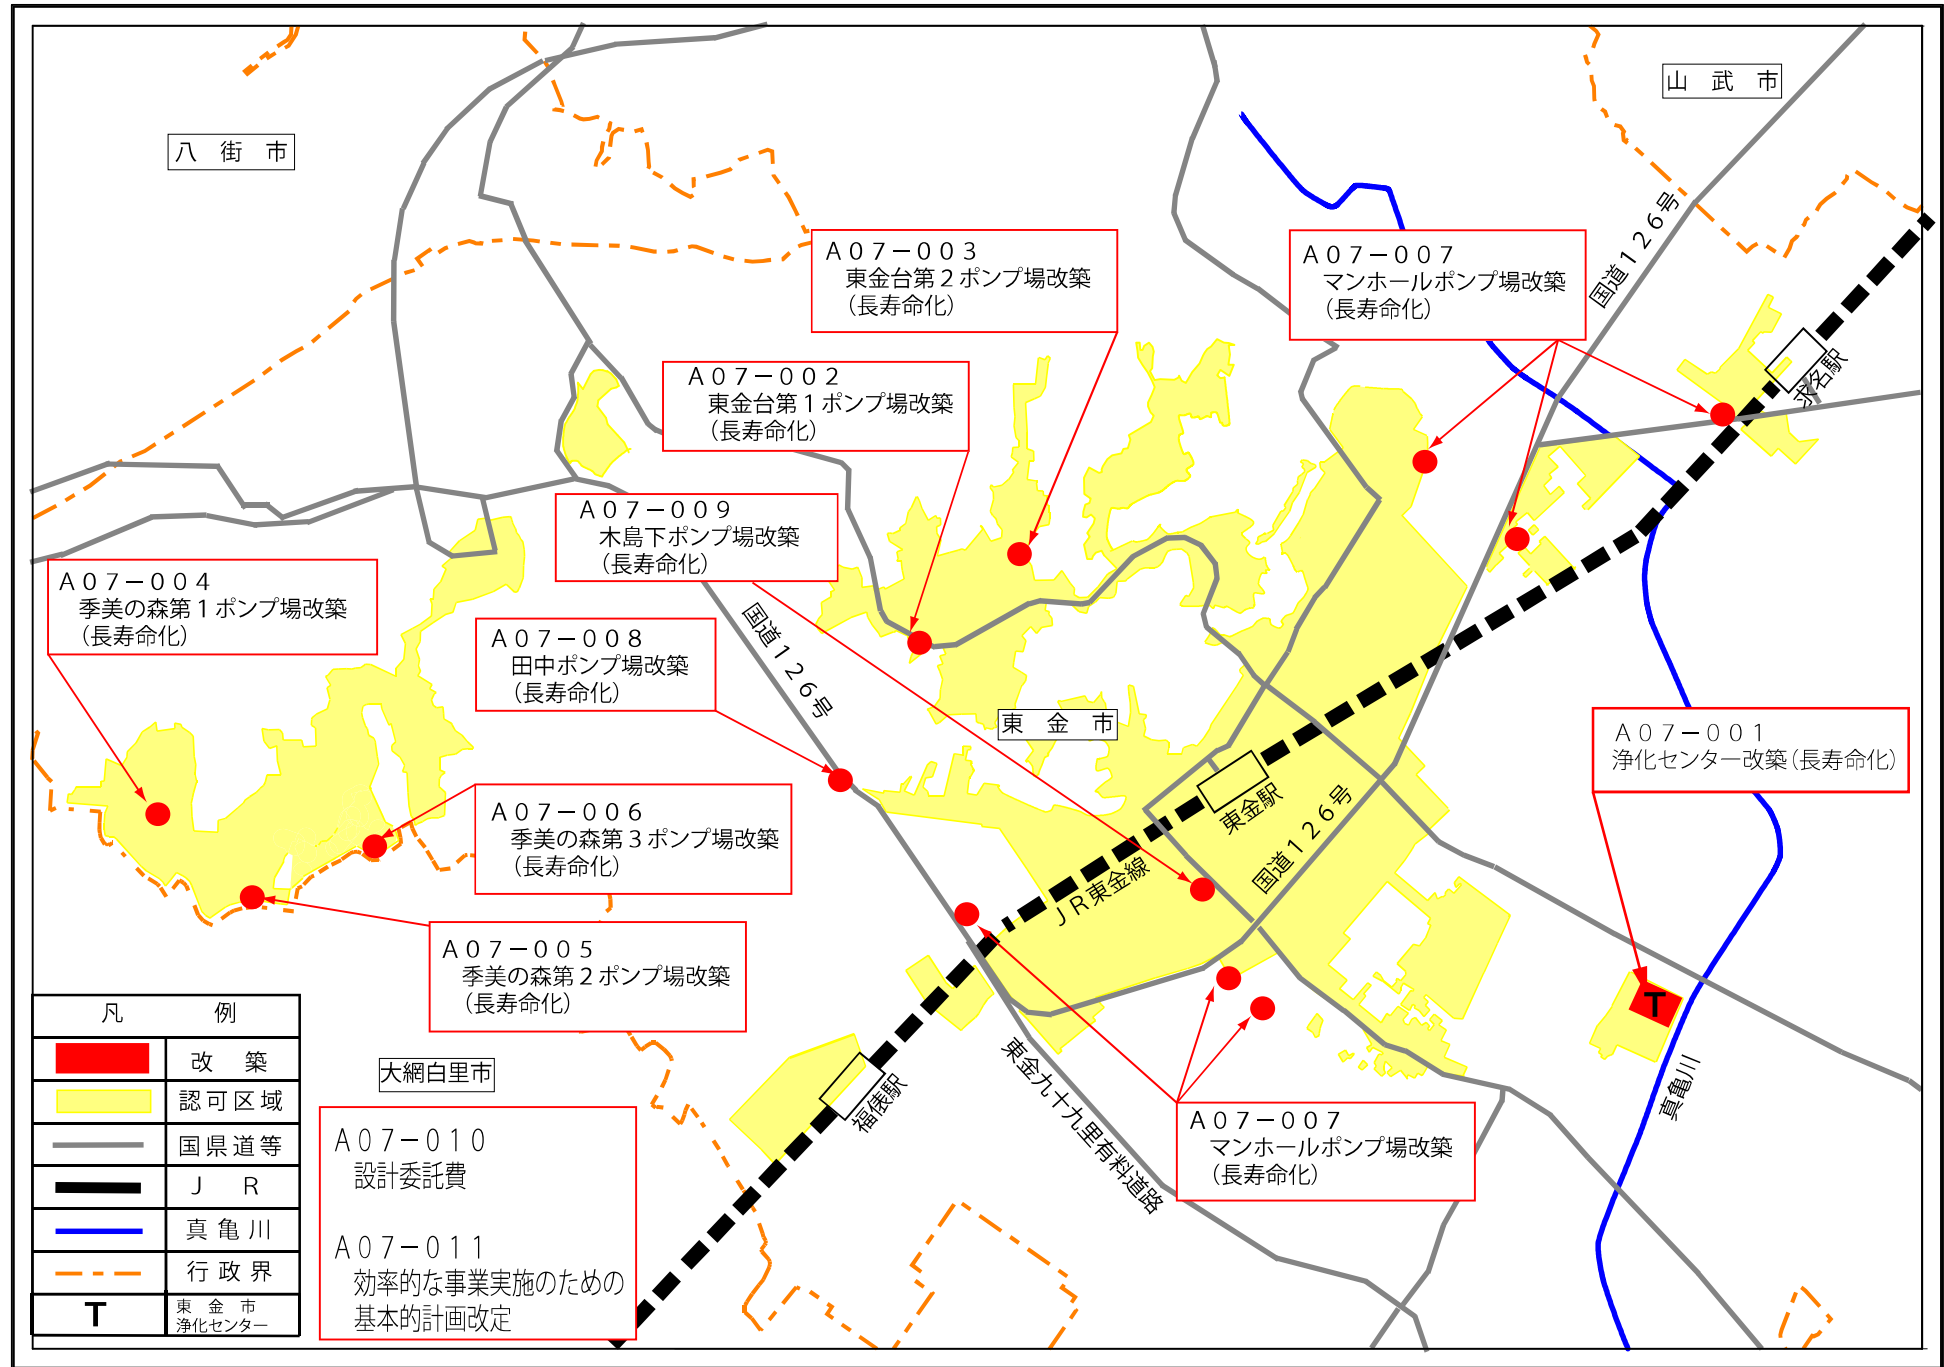 山 武 市
八 街 市
国道１２６号
Ａ０７－００３
東金台第２ポンプ場改築
（長寿命化）
Ａ０７－００７
マンホールポンプ場改築
（長寿命化）
求名駅
Ａ０７－００２
東金台第１ポンプ場改築
（長寿命化）
Ａ０７－００９
木島下ポンプ場改築
（長寿命化）
Ａ０７－００４
季美の森第１ポンプ場改築
（長寿命化）
国道１２６号
Ａ０７－００８
田中ポンプ場改築
（長寿命化）
東 金 市
Ａ０７－００１
浄化センター改築（長寿命化）
東金駅
国道１２６号
Ａ０７－００６
季美の森第３ポンプ場改築
（長寿命化）
ＪＲ東金線
Ａ０７－００５
季美の森第２ポンプ場改築
（長寿命化）
T
大網白里市
福俵駅
東金九十九里有料道路
真亀川
Ａ０７－００７
マンホールポンプ場改築
（長寿命化）
Ａ０７－０１０
設計委託費
Ａ０７－０１１
効率的な事業実施のための
基本的計画改定
凡 例
改 築
認可区域
国県道等
Ｊ Ｒ
真亀川
行政界
T
東 金 市
浄化センター